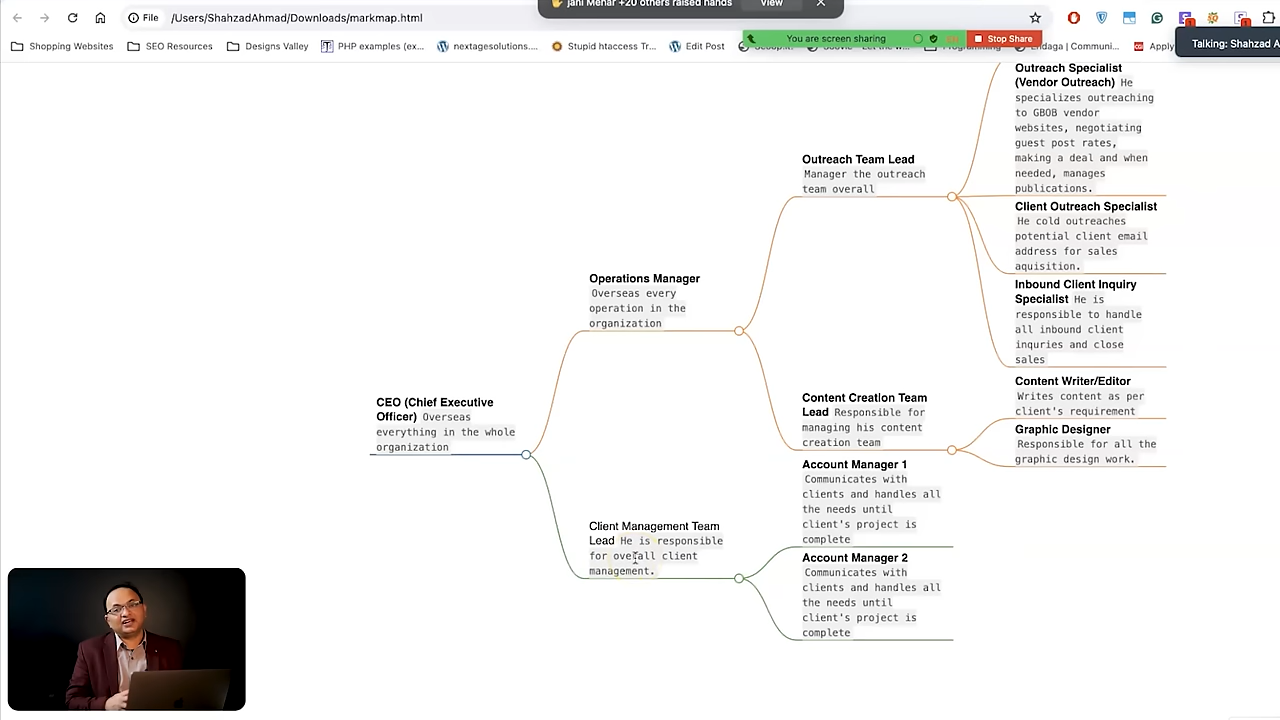 jani Mehar +20 others raised hands View
File /Users/ShahzadAhmad/Downloads/markmap.html
Shopping Websites SEO Resources Designs Valley PHP examples (ex... nextagesolutions.... Stupid htaccess Tr... Edit Post
You are screen sharing Stop Share
Apply
Talking: Shahzad A
Outreach Specialist
(Vendor Outreach) He
specializes outreaching
to GBOB vendor
websites, negotiating
guest post rates,
making a deal and when
needed, manages
publications.
Outreach Team Lead
Manager the outreach
team overall
Client Outreach Specialist
He cold outreaches
potential client email
address for sales
aquisition.
Operations Manager
Overseas every
operation in the
organization
Inbound Client Inquiry
Specialist He is
responsible to handle
all inbound client
inquries and close
sales
CEO (Chief Executive
Officer) Overseas
everything in the whole
organization
Content Creation Team
Lead Responsible for
managing his content
creation team
Content Writer/Editor
Writes content as per
client's requirement
Graphic Designer
Responsible for all the
graphic design work.
Account Manager 1
Communicates with
clients and handles all
the needs until
client's project is
complete
Client Management Team
Lead He is responsible
for overall client
management.
Account Manager 2
Communicates with
clients and handles all
the needs until
client's project is
complete